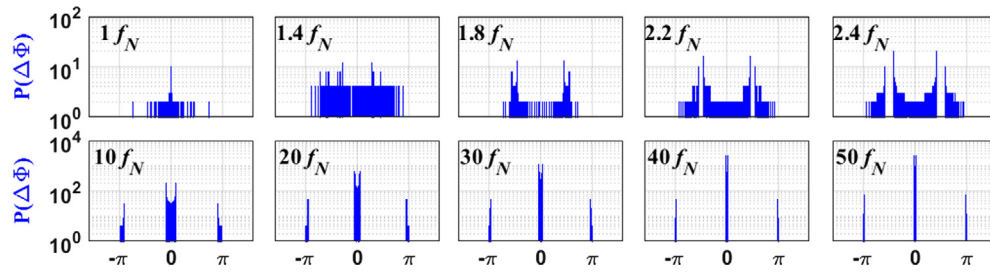 10²
1 f_N
1.4 f_N
1.8 f_N
2.2 f_N
2.4 f_N
P(ΔΦ)
10¹
10⁰
10⁴
10 f_N
20 f_N
30 f_N
40 f_N
50 f_N
P(ΔΦ)
10²
10⁰
-π 0 π -π 0 π -π 0 π -π 0 π -π 0 π